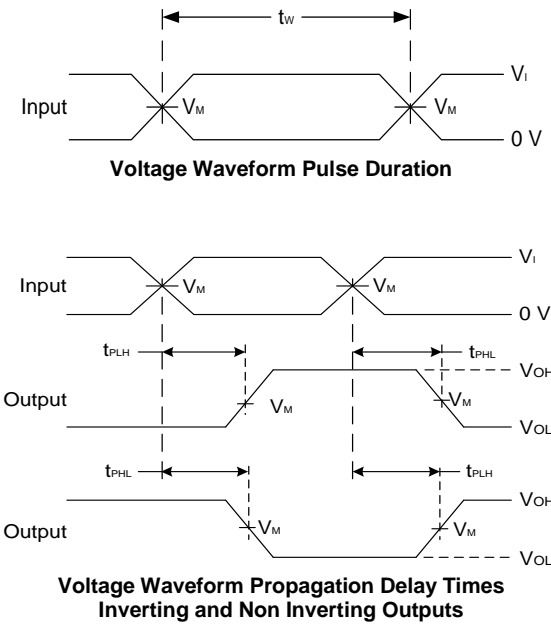 tW
VI
Input VM VM
0 V
Voltage Waveform Pulse Duration
VI
Input VM VM
0 V
tPLH tPHL
VOH
Output VM VM
VOL
tPHL tPLH
VOH
Output VM VM
VOL
Voltage Waveform Propagation Delay Times
Inverting and Non Inverting Outputs